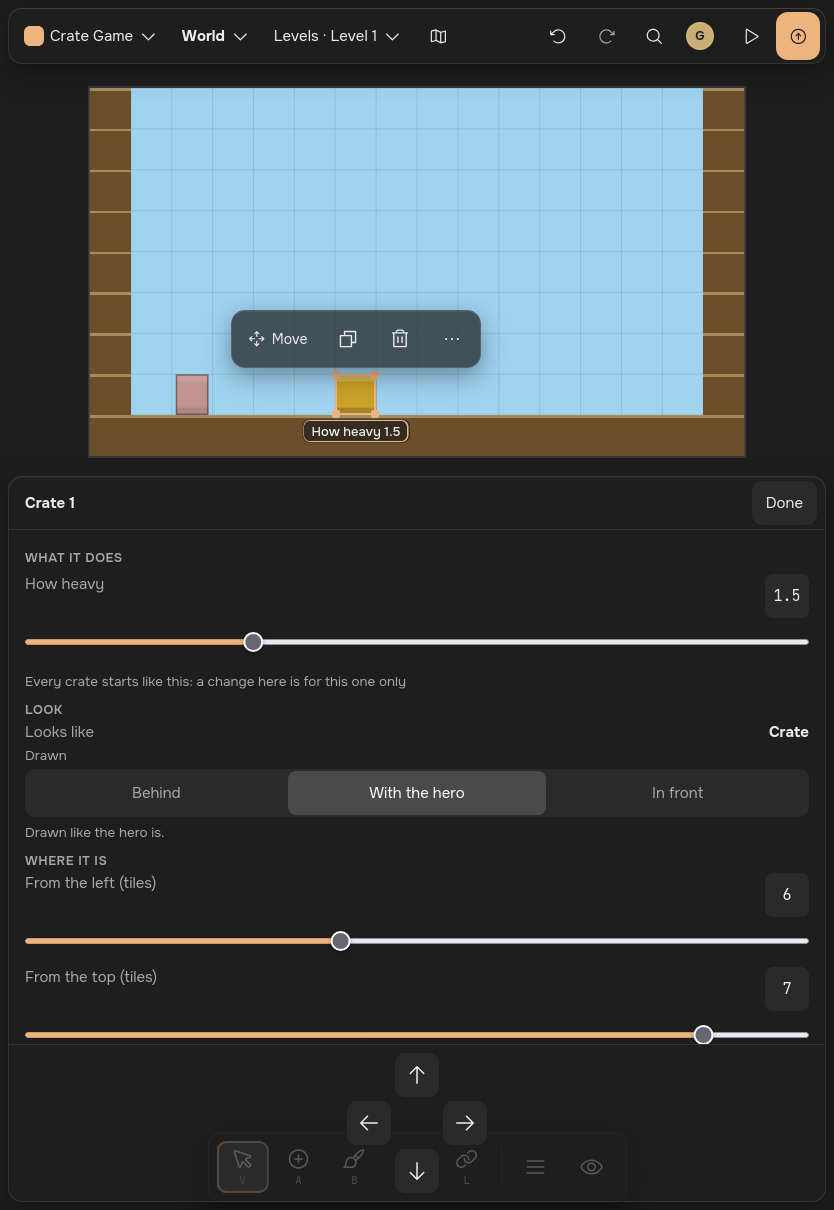 Crate Game
World
Levels · Level 1
G
Move
How heavy 1.5
Crate 1
Done
WHAT IT DOES
How heavy
1.5
Every crate starts like this: a change here is for this one only
LOOK
Looks like
Crate
Drawn
Behind
With the hero
In front
Drawn like the hero is.
WHERE IT IS
From the left (tiles)
6
From the top (tiles)
7
V
A
B
L